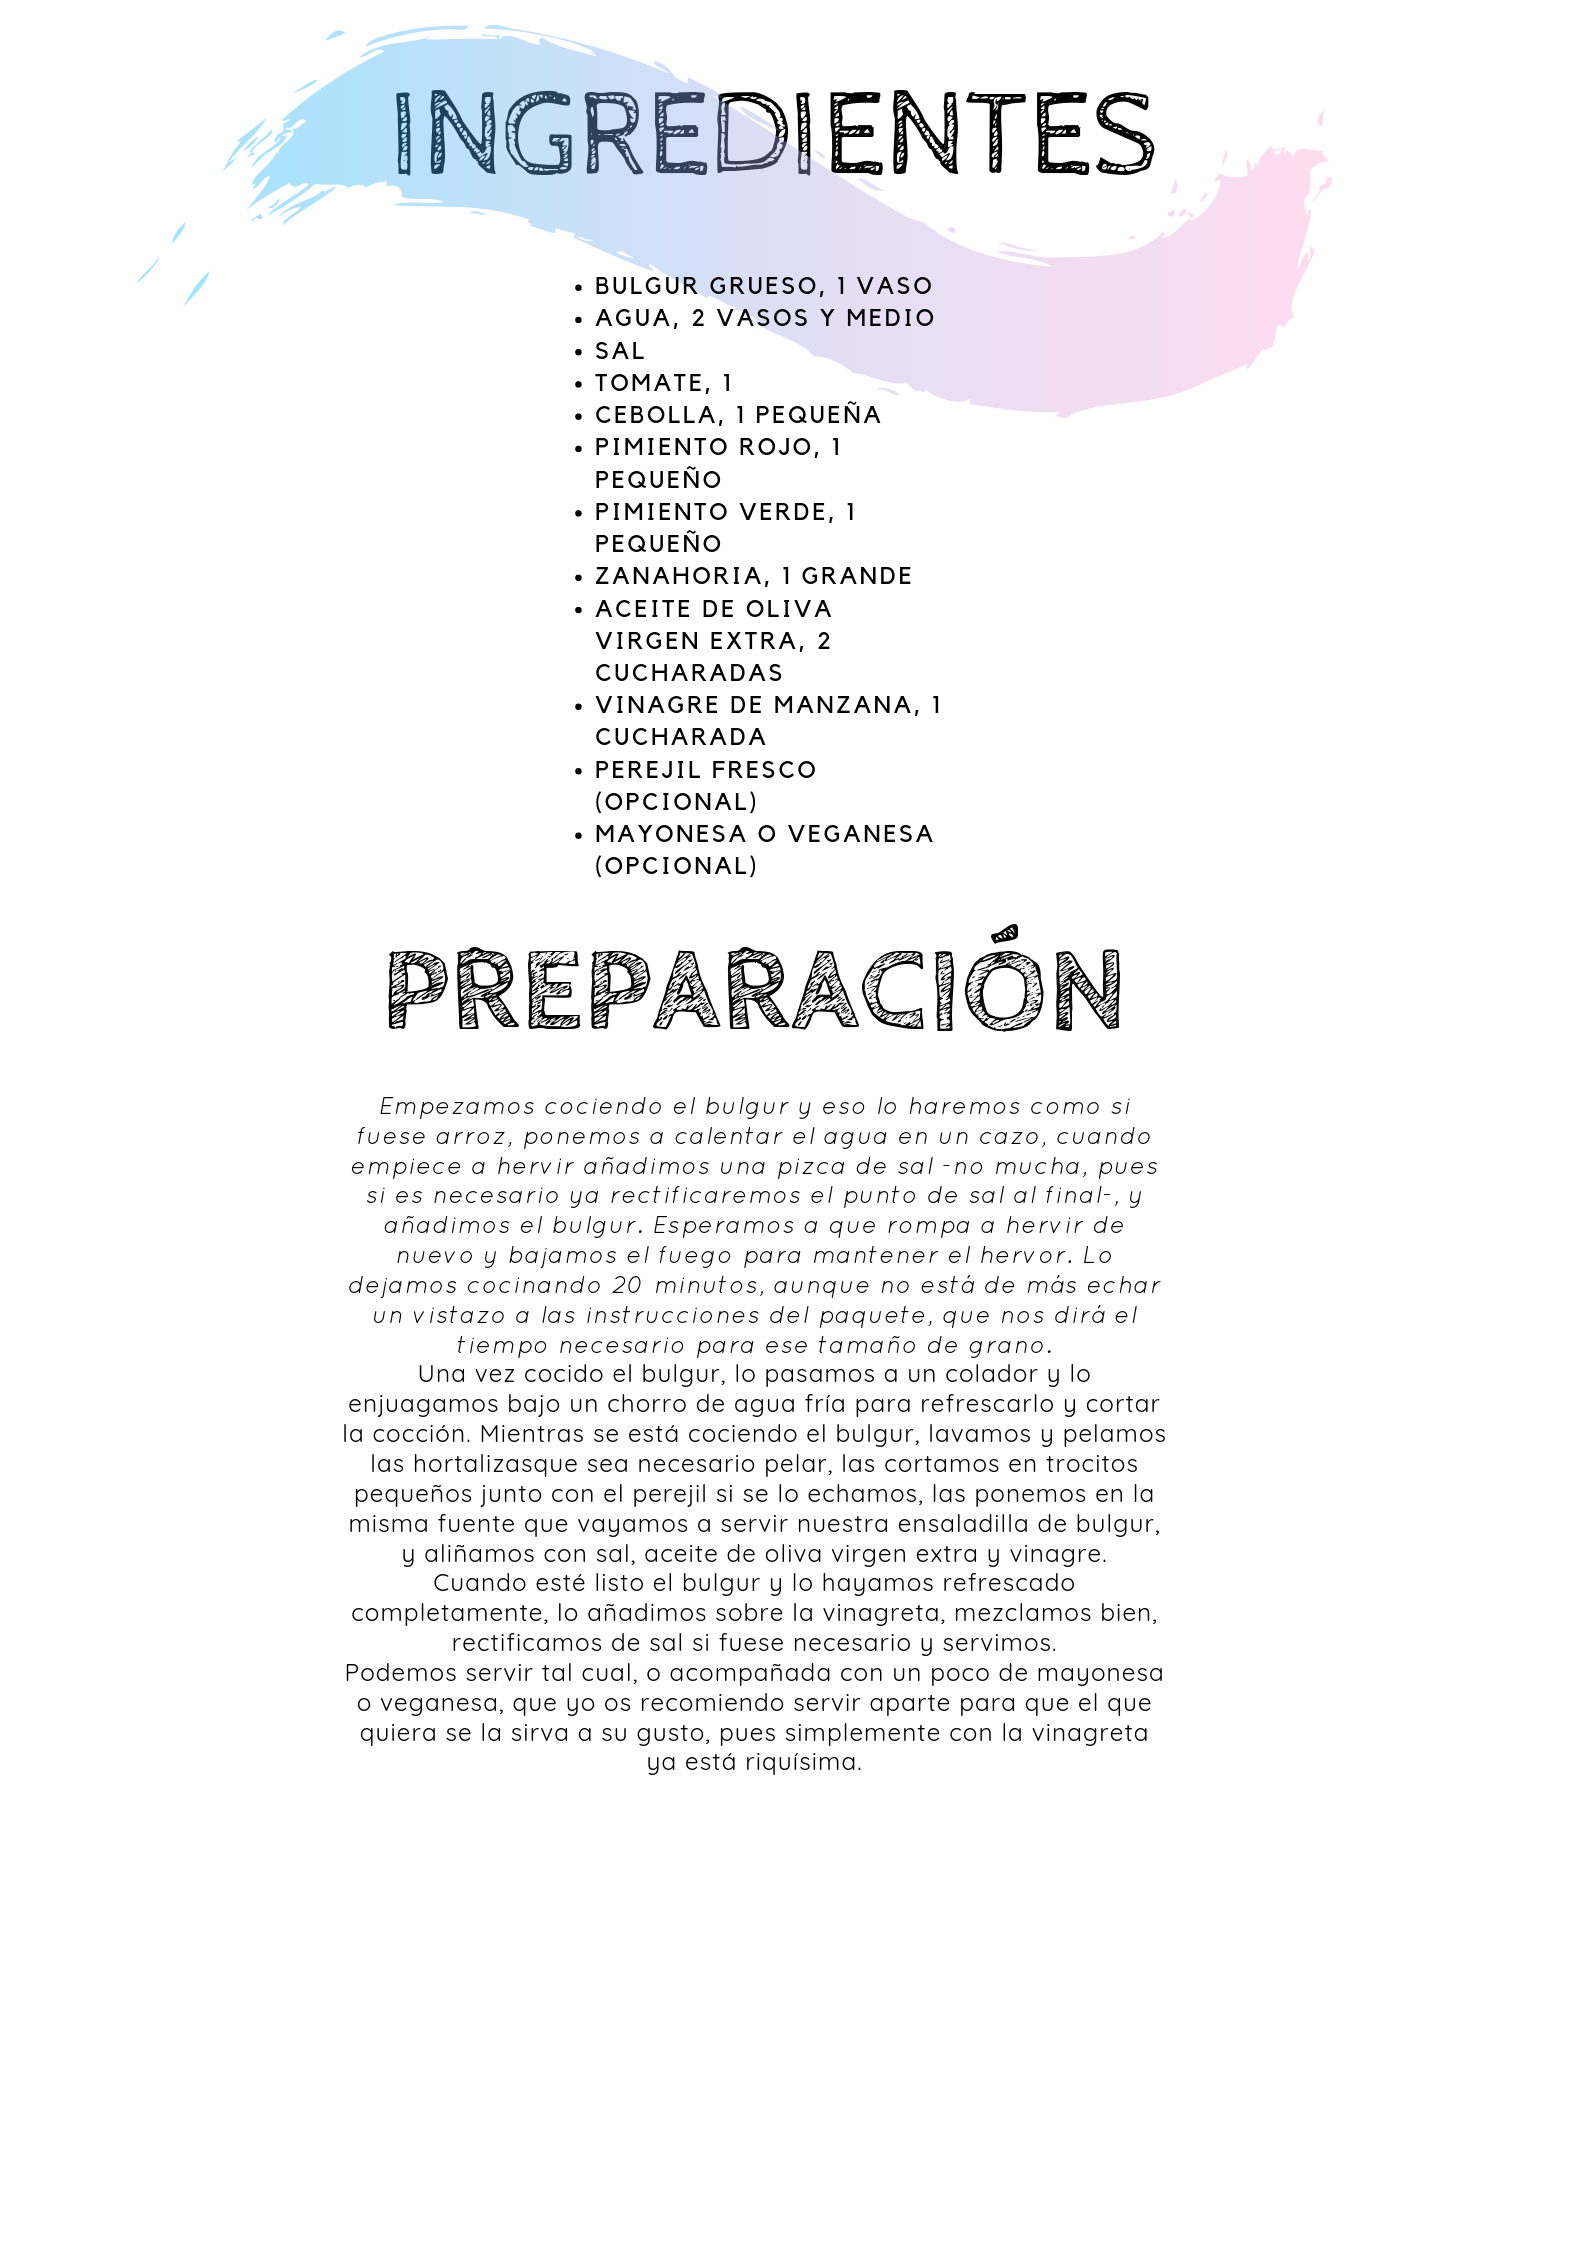 INGREDIENTES
• BULGUR GRUESO, 1 VASO
• AGUA, 2 VASOS Y MEDIO
• SAL
• TOMATE, 1
• CEBOLLA, 1 PEQUEÑA
• PIMIENTO ROJO, 1
PEQUEÑO
• PIMIENTO VERDE, 1
PEQUEÑO
• ZANAHORIA, 1 GRANDE
• ACEITE DE OLIVA
VIRGEN EXTRA, 2
CUCHARADAS
• VINAGRE DE MANZANA, 1
CUCHARADA
• PEREJIL FRESCO
(OPCIONAL)
• MAYONESA O VEGANESA
(OPCIONAL)
PREPARACIÓN
Empezamos cociendo el bulgur y eso lo haremos como si
fuese arroz, ponemos a calentar el agua en un cazo, cuando
empiece a hervir añadimos una pizca de sal -no mucha, pues
si es necesario ya rectificaremos el punto de sal al final-, y
añadimos el bulgur. Esperamos a que rompa a hervir de
nuevo y bajamos el fuego para mantener el hervor. Lo
dejamos cocinando 20 minutos, aunque no está de más echar
un vistazo a las instrucciones del paquete, que nos dirá el
tiempo necesario para ese tamaño de grano.
Una vez cocido el bulgur, lo pasamos a un colador y lo
enjuagamos bajo un chorro de agua fría para refrescarlo y cortar
la cocción. Mientras se está cociendo el bulgur, lavamos y pelamos
las hortalizasque sea necesario pelar, las cortamos en trocitos
pequeños junto con el perejil si se lo echamos, las ponemos en la
misma fuente que vayamos a servir nuestra ensaladilla de bulgur,
y aliñamos con sal, aceite de oliva virgen extra y vinagre.
Cuando esté listo el bulgur y lo hayamos refrescado
completamente, lo añadimos sobre la vinagreta, mezclamos bien,
rectificamos de sal si fuese necesario y servimos.
Podemos servir tal cual, o acompañada con un poco de mayonesa
o veganesa, que yo os recomiendo servir aparte para que el que
quiera se la sirva a su gusto, pues simplemente con la vinagreta
ya está riquísima.